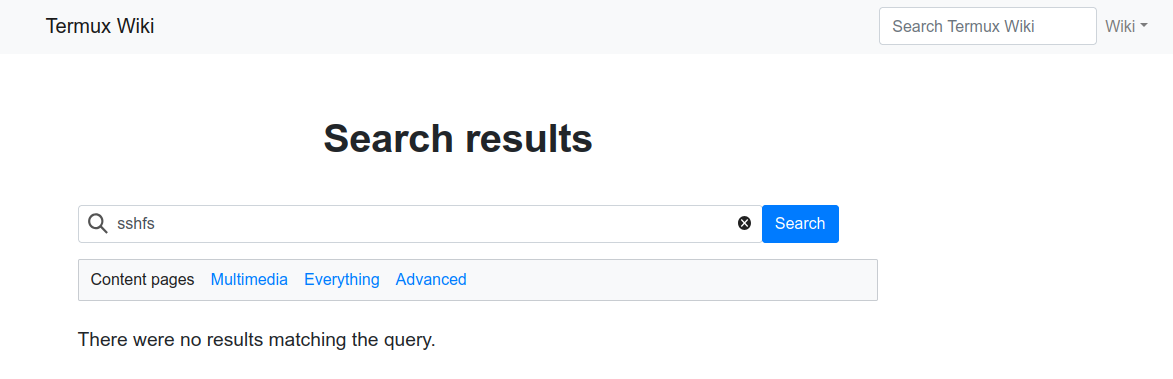 Termux Wiki
Search Termux Wiki
Wiki
Search results
sshfs
Search
Content pages Multimedia Everything Advanced
There were no results matching the query.